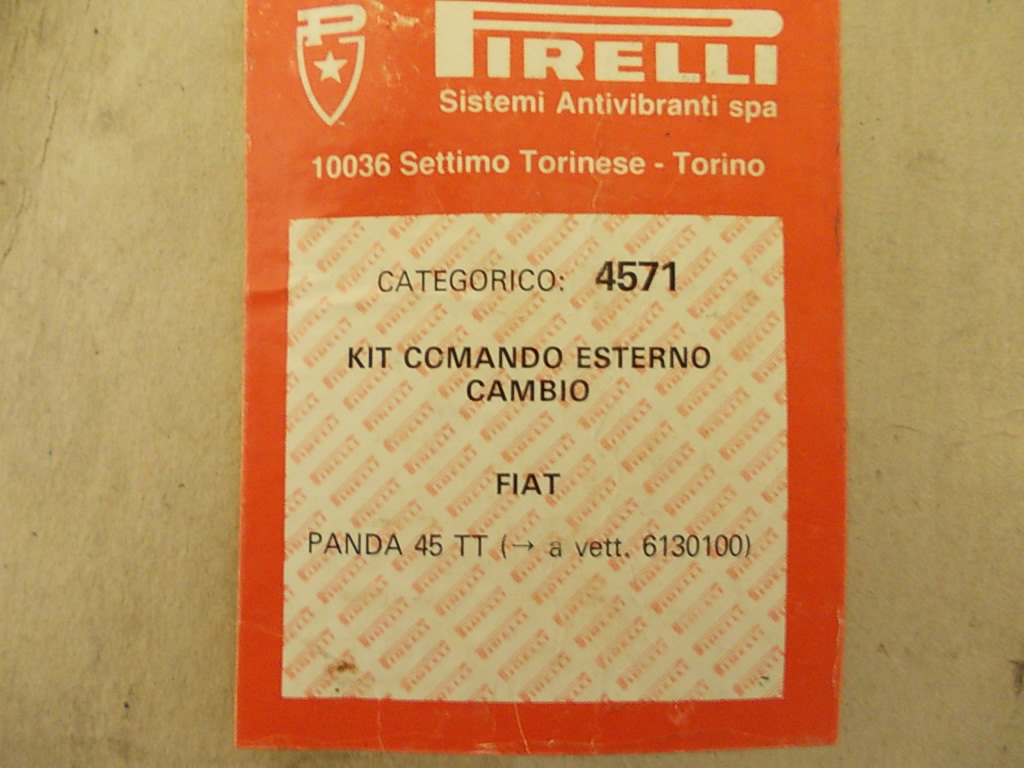 P
PIRELLI
Sistemi Antivibranti spa
10036 Settimo Torinese - Torino
CATEGORICO: 4571
KIT COMANDO ESTERNO
CAMBIO
FIAT
PANDA 45 TT (→ a vett. 6130100)